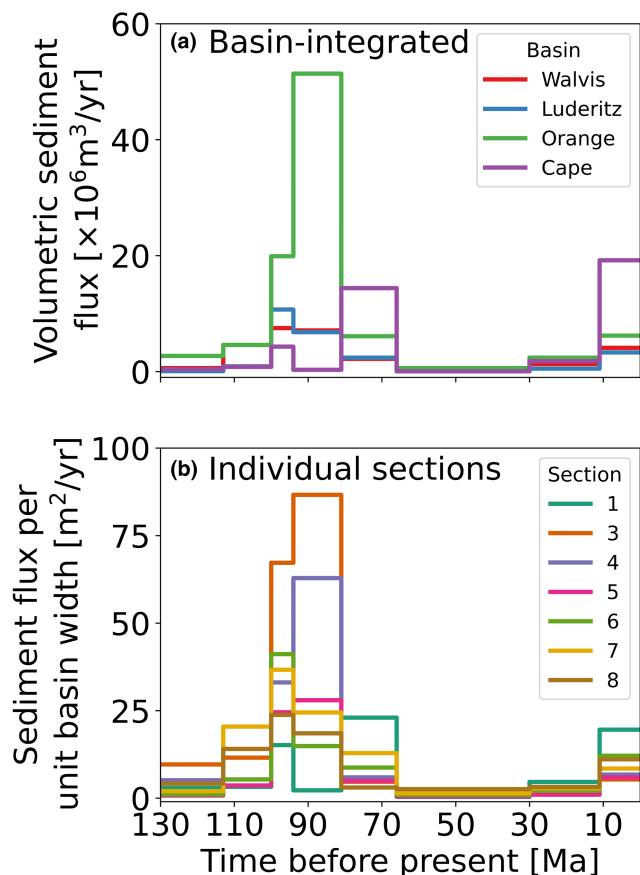 (a) Basin-integrated
Volumetric sediment
flux [×10⁶m³/yr]
60
40
20
0
Basin
Walvis
Luderitz
Orange
Cape
(b) Individual sections
Sediment flux per
unit basin width [m²/yr]
100
75
50
25
0
Section
1
3
4
5
6
7
8
130 110 90 70 50 30 10
Time before present [Ma]